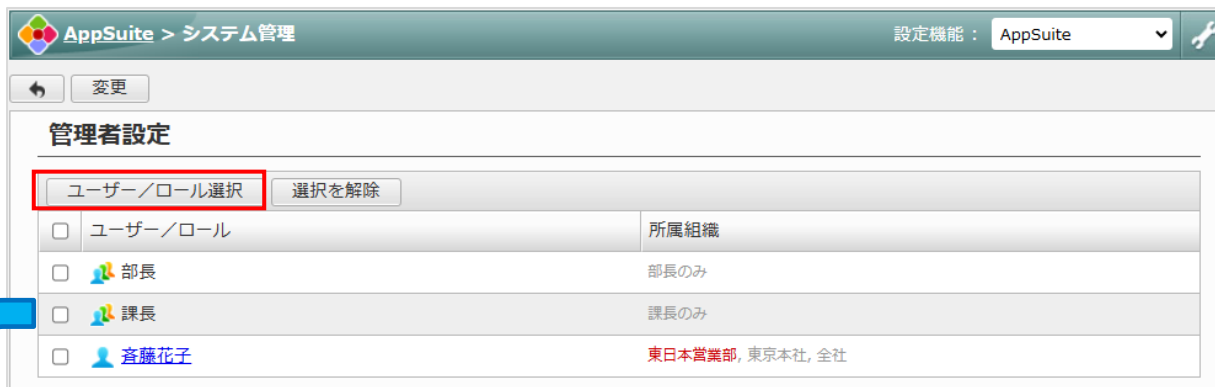 AppSuite > システム管理 設定機能： AppSuite
変更
管理者設定
ユーザー／ロール選択 選択を解除
ユーザー／ロール 所属組織
部長 部長のみ
課長 課長のみ
斉藤花子 東日本営業部, 東京本社, 全社